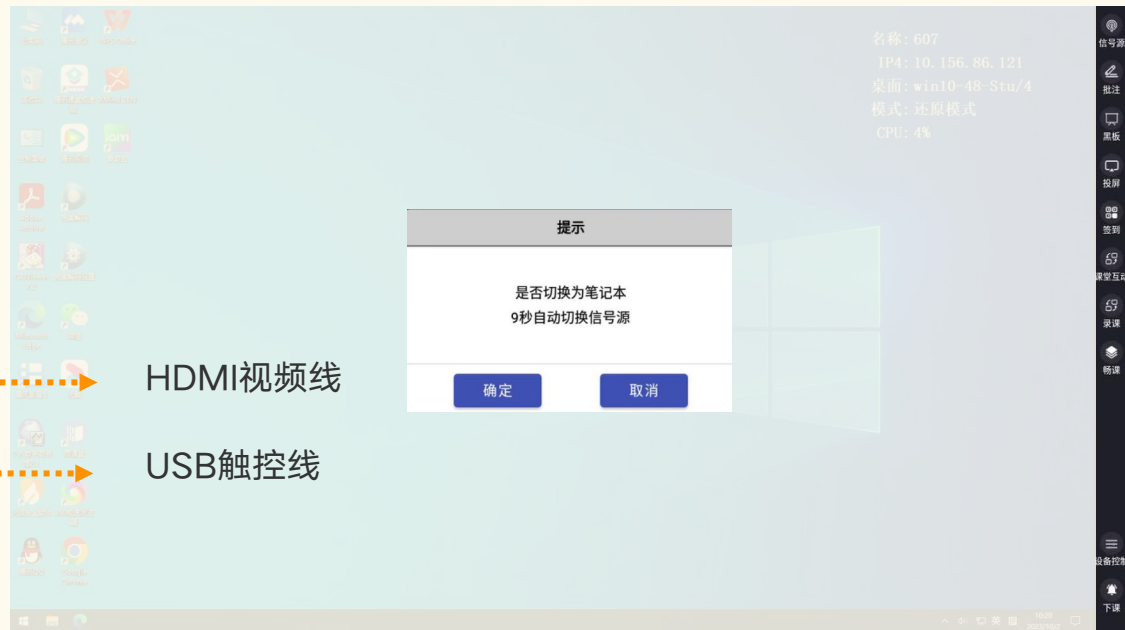 名称: 607
IP4: 10. 156. 86. 121
桌面: win10-48-Stu/4
模式: 还原模式
CPU: 4%
提示
是否切换为笔记本
9秒自动切换信号源
确定
取消
HDMI视频线
USB触控线
信号源
批注
黑板
投屏
签到
课堂互动
录课
畅课
设备控制
下课
英